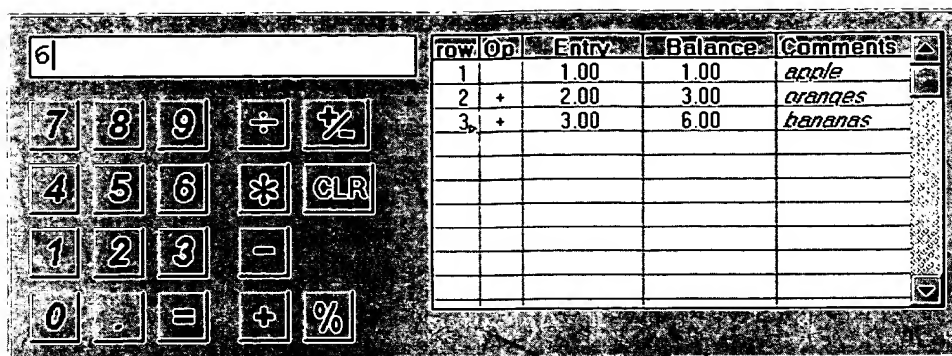 6
7 8 9 ÷ +/-
4 5 6 * CLR
1 2 3 -
0 . = + %
row Op Entry Balance Comments
1 1.00 1.00 apple
2 + 2.00 3.00 oranges
3 + 3.00 6.00 bananas